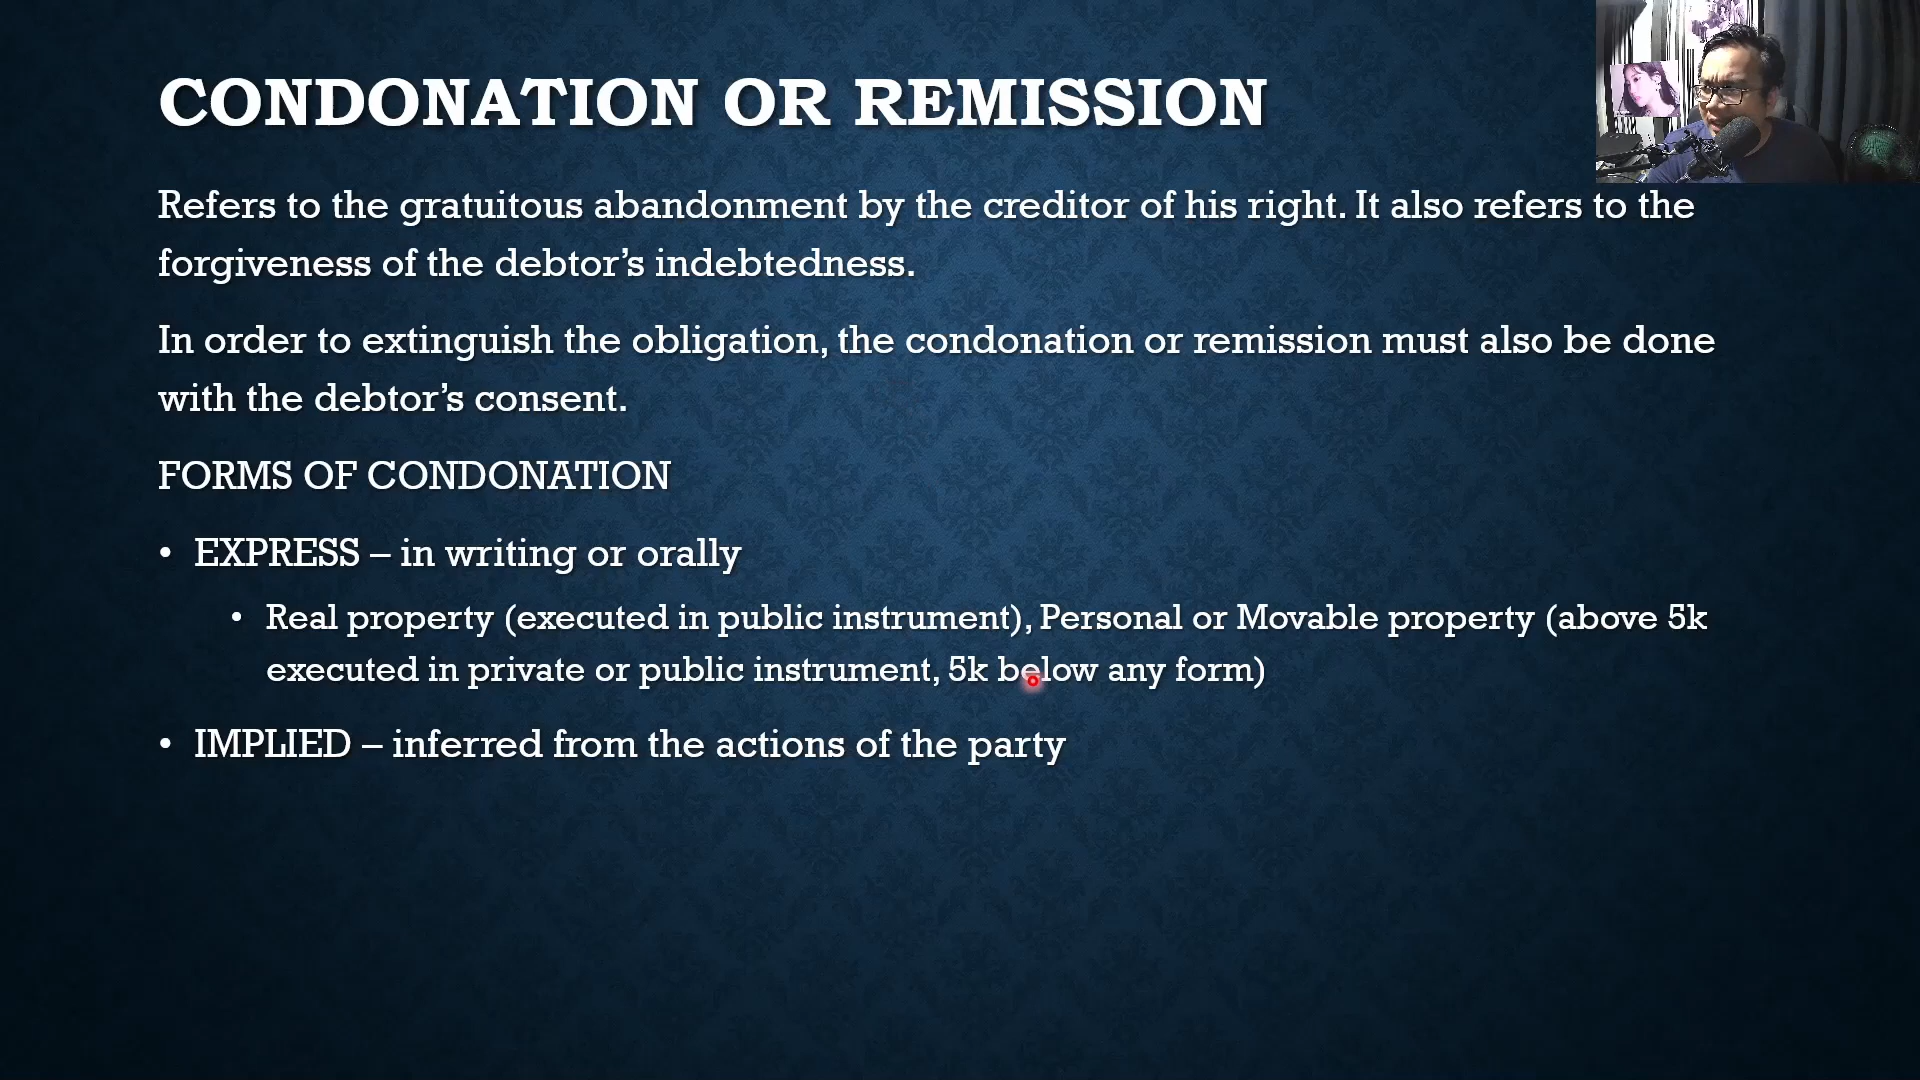 CONDONATION OR REMISSION
Refers to the gratuitous abandonment by the creditor of his right. It also refers to the
forgiveness of the debtor’s indebtedness.
In order to extinguish the obligation, the condonation or remission must also be done
with the debtor’s consent.
FORMS OF CONDONATION
• EXPRESS – in writing or orally
• Real property (executed in public instrument), Personal or Movable property (above 5k
executed in private or public instrument, 5k below any form)
• IMPLIED – inferred from the actions of the party